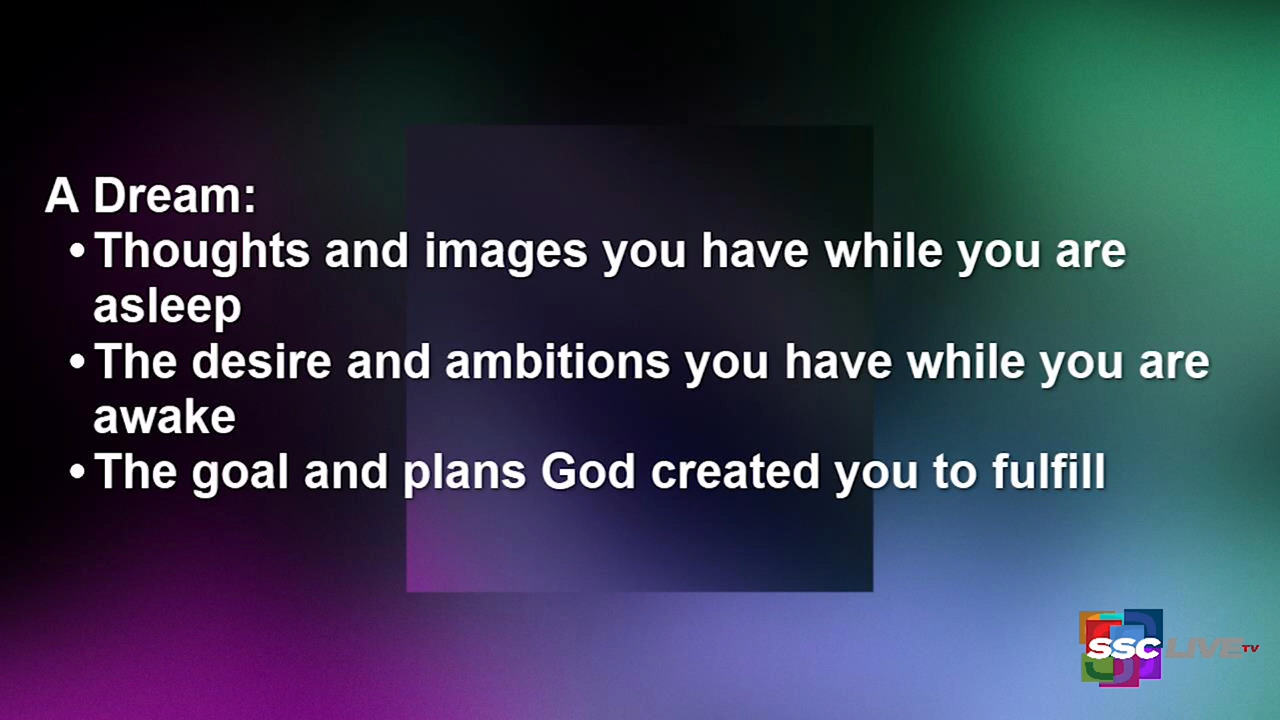 A Dream:
• Thoughts and images you have while you are
asleep
• The desire and ambitions you have while you are
awake
• The goal and plans God created you to fulfill
SSC LIVE TV